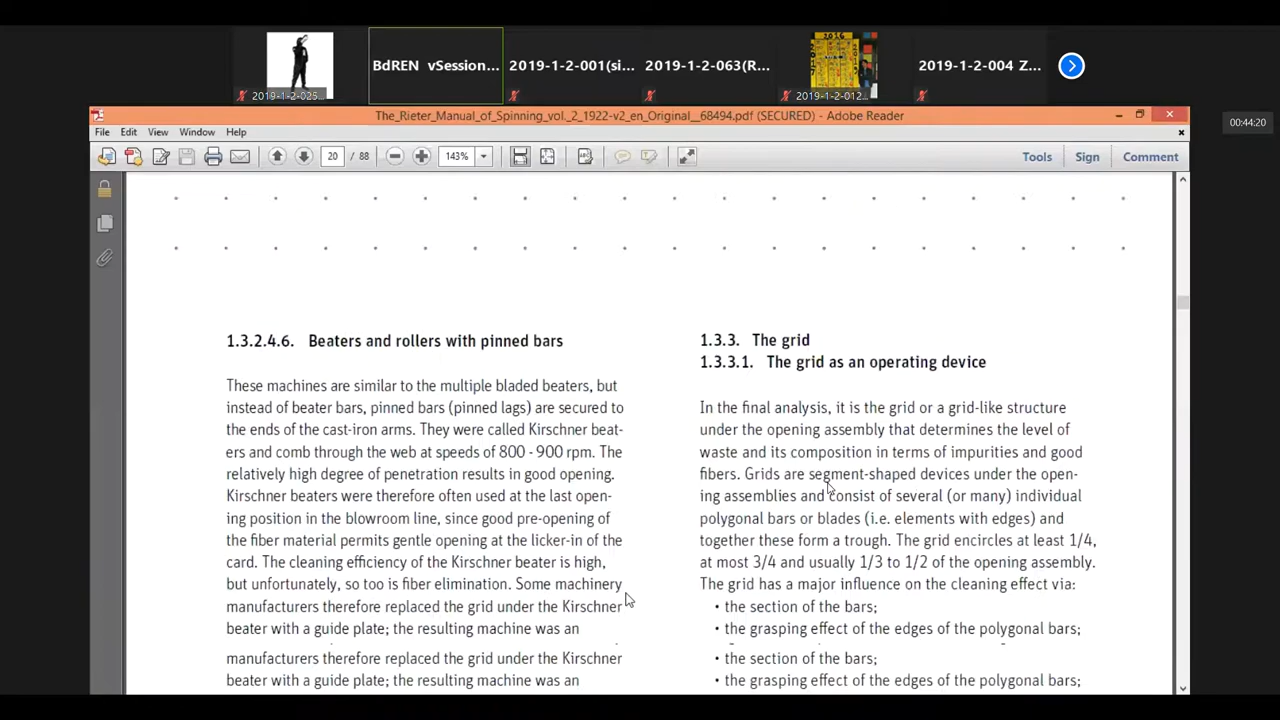 2019-1-2-025...
BdREN vSession...
2019-1-2-001(si...
2019-1-2-063(R...
2016
2019-1-2-012...
2019-1-2-004 Z...
00:44:20
The_Rieter_Manual_of_Spinning_vol._2_1922-v2_en_Original__68494.pdf (SECURED) - Adobe Reader
File Edit View Window Help
20 / 88 143% Tools Sign Comment
1.3.2.4.6. Beaters and rollers with pinned bars
These machines are similar to the multiple bladed beaters, but
instead of beater bars, pinned bars (pinned lags) are secured to
the ends of the cast-iron arms. They were called Kirschner beat-
ers and comb through the web at speeds of 800 - 900 rpm. The
relatively high degree of penetration results in good opening.
Kirschner beaters were therefore often used at the last open-
ing position in the blowroom line, since good pre-opening of
the fiber material permits gentle opening at the licker-in of the
card. The cleaning efficiency of the Kirschner beater is high,
but unfortunately, so too is fiber elimination. Some machinery
manufacturers therefore replaced the grid under the Kirschner
beater with a guide plate; the resulting machine was an
manufacturers therefore replaced the grid under the Kirschner
beater with a guide plate; the resulting machine was an
1.3.3. The grid
1.3.3.1. The grid as an operating device
In the final analysis, it is the grid or a grid-like structure
under the opening assembly that determines the level of
waste and its composition in terms of impurities and good
fibers. Grids are segment-shaped devices under the open-
ing assemblies and consist of several (or many) individual
polygonal bars or blades (i.e. elements with edges) and
together these form a trough. The grid encircles at least 1/4,
at most 3/4 and usually 1/3 to 1/2 of the opening assembly.
The grid has a major influence on the cleaning effect via:
• the section of the bars;
• the grasping effect of the edges of the polygonal bars;
• the section of the bars;
• the grasping effect of the edges of the polygonal bars;